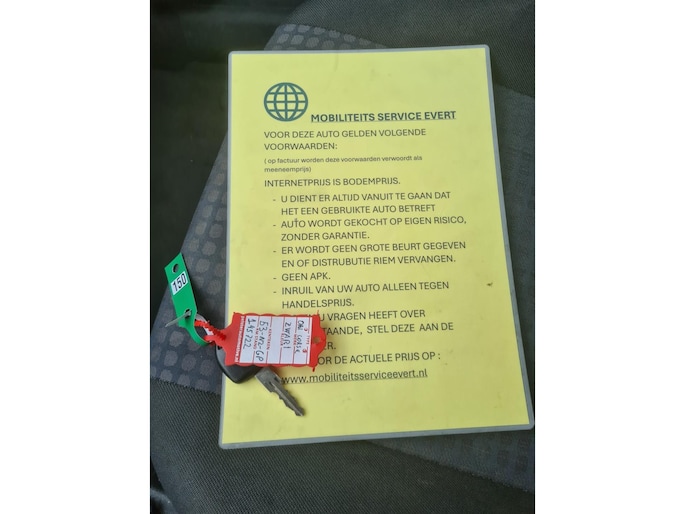 MOBILITEITS SERVICE EVERT
VOOR DEZE AUTO GELDEN VOLGENDE
VOORWAARDEN:
( op factuur worden deze voorwaarden verwoordt als
meeneemprijs)
INTERNETPRIJS IS BODEMPRIJS.
- U DIENT ER ALTIJD VANUIT TE GAAN DAT
HET EEN GEBRUIKTE AUTO BETREFT
- AUTO WORDT GEKOCHT OP EIGEN RISICO,
ZONDER GARANTIE.
- ER WORDT GEEN GROTE BEURT GEGEVEN
EN OF DISTRUBUTIE RIEM VERVANGEN.
- GEEN APK.
- INRUIL VAN UW AUTO ALLEEN TEGEN
HANDELSPRIJS.
U VRAGEN HEEFT OVER
TAANDE, STEL DEZE AAN DE
ER.
OR DE ACTUELE PRIJS OP :
www.mobiliteitsserviceevert.nl
150
ZWART